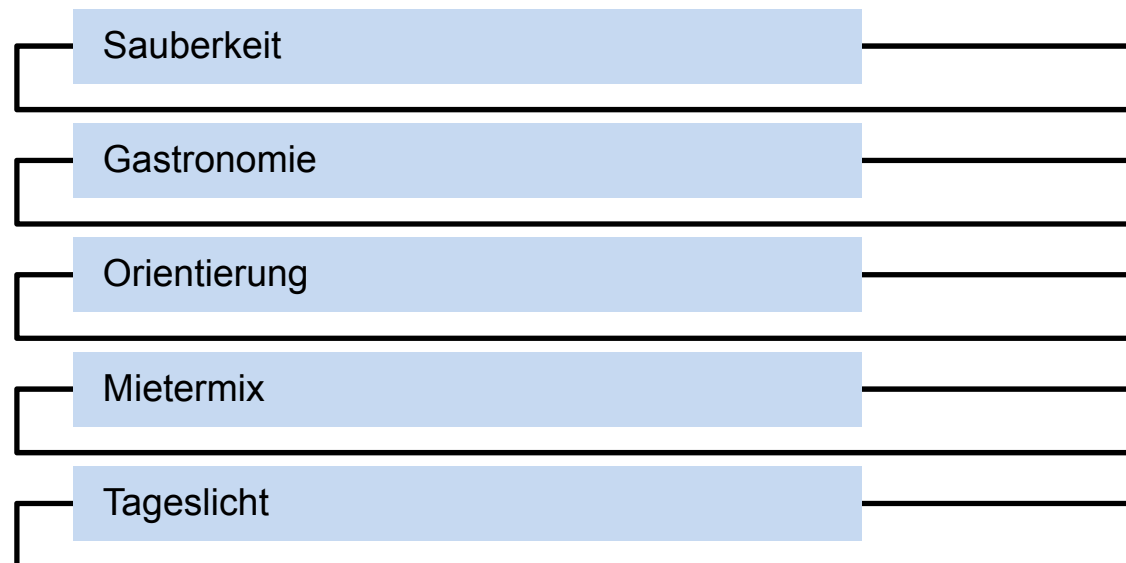 Sauberkeit
Gastronomie
Orientierung
Mietermix
Tageslicht